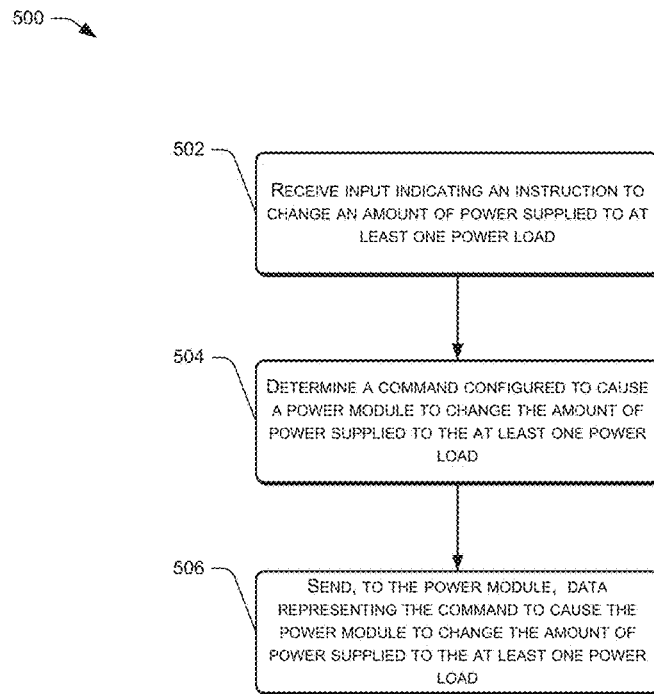 500
502
RECEIVE INPUT INDICATING AN INSTRUCTION TO
CHANGE AN AMOUNT OF POWER SUPPLIED TO AT
LEAST ONE POWER LOAD
504
DETERMINE A COMMAND CONFIGURED TO CAUSE
A POWER MODULE TO CHANGE THE AMOUNT OF
POWER SUPPLIED TO THE AT LEAST ONE POWER
LOAD
506
SEND, TO THE POWER MODULE, DATA
REPRESENTING THE COMMAND TO CAUSE THE
POWER MODULE TO CHANGE THE AMOUNT OF
POWER SUPPLIED TO THE AT LEAST ONE POWER
LOAD